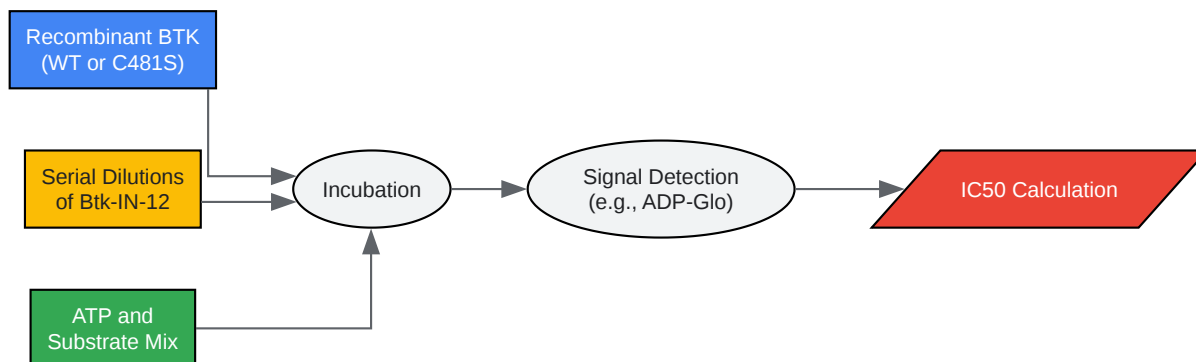 Recombinant BTK
(WT or C481S)
Serial Dilutions
of Btk-IN-12
ATP and
Substrate Mix
Incubation
Signal Detection
(e.g., ADP-Glo)
IC50 Calculation